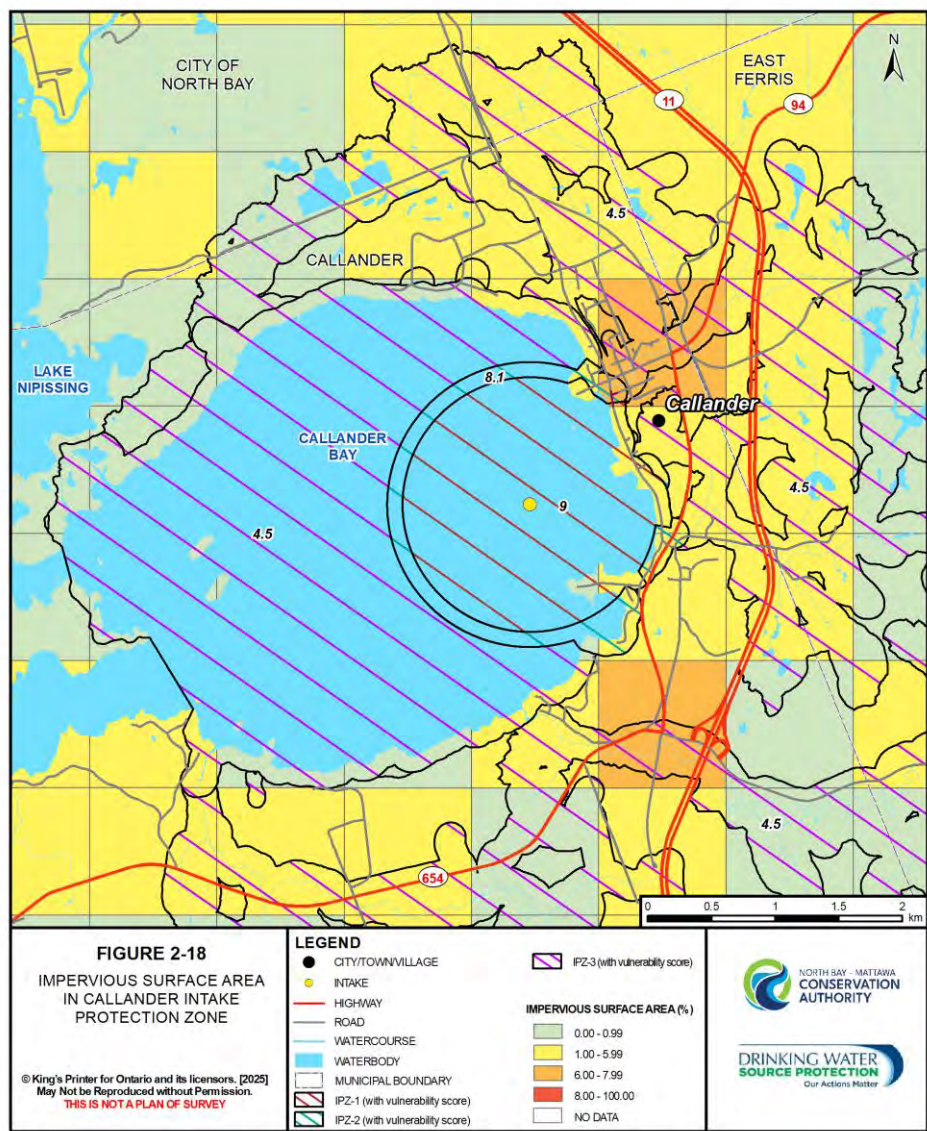 CITY OF
NORTH BAY
EAST
FERRIS
N
11
94
4.5
CALLANDER
LAKE
NIPISSING
8.1
Callander
CALLANDER
BAY
4.5
9
4.5
4.5
654
0 0.5 1 1.5 2
km
FIGURE 2-18
IMPERVIOUS SURFACE AREA
IN CALLANDER INTAKE
PROTECTION ZONE
© King's Printer for Ontario and its licensors. [2025]
May Not be Reproduced without Permission.
THIS IS NOT A PLAN OF SURVEY
LEGEND
CITY/TOWN/VILLAGE
INTAKE
HIGHWAY
ROAD
WATERCOURSE
WATERBODY
MUNICIPAL BOUNDARY
IPZ-1 (with vulnerability score)
IPZ-2 (with vulnerability score)
IPZ-3 (with vulnerability score)
IMPERVIOUS SURFACE AREA (%)
0.00 - 0.99
1.00 - 5.99
6.00 - 7.99
8.00 - 100.00
NO DATA
NORTH BAY - MATTAWA
CONSERVATION
AUTHORITY
DRINKING WATER
SOURCE PROTECTION
Our Actions Matter